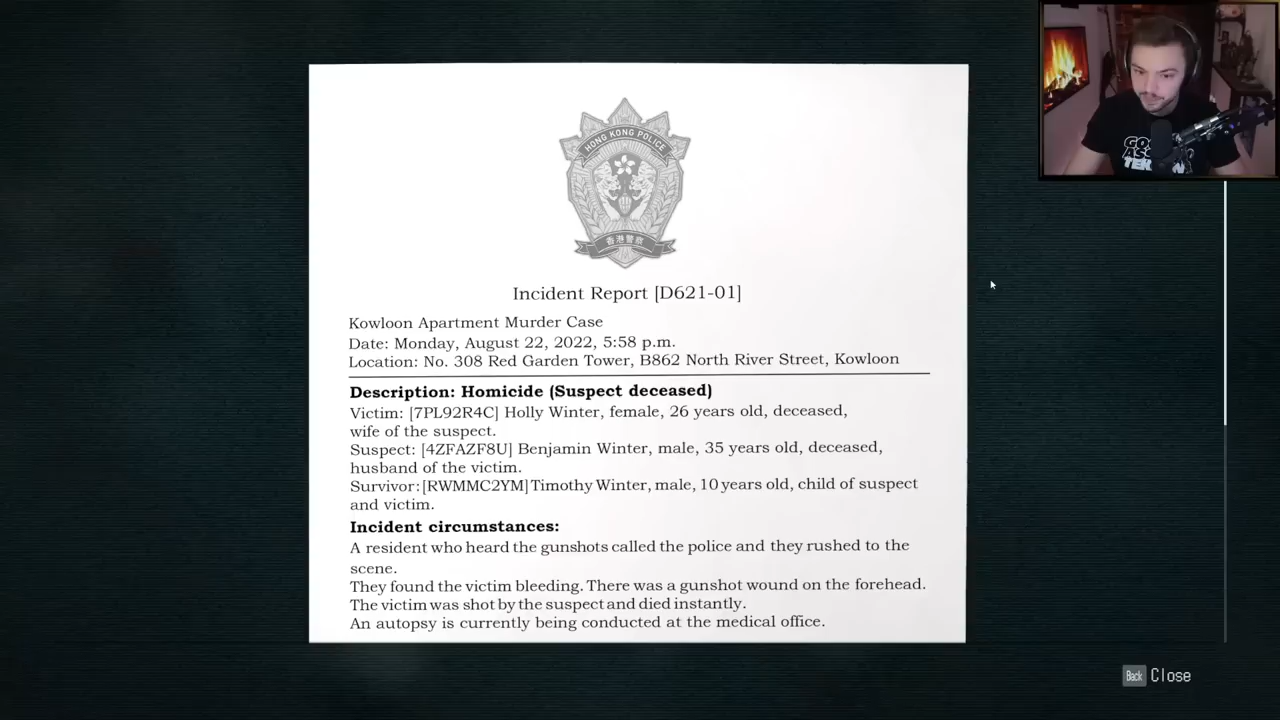 HONG KONG POLICE
香港警察
Incident Report [D621-01]
Kowloon Apartment Murder Case
Date: Monday, August 22, 2022, 5:58 p.m.
Location: No. 308 Red Garden Tower, B862 North River Street, Kowloon
Description: Homicide (Suspect deceased)
Victim: [7PL92R4C] Holly Winter, female, 26 years old, deceased,
wife of the suspect.
Suspect: [4ZFAZF8U] Benjamin Winter, male, 35 years old, deceased,
husband of the victim.
Survivor: [RWMMC2YM] Timothy Winter, male, 10 years old, child of suspect
and victim.
Incident circumstances:
A resident who heard the gunshots called the police and they rushed to the
scene.
They found the victim bleeding. There was a gunshot wound on the forehead.
The victim was shot by the suspect and died instantly.
An autopsy is currently being conducted at the medical office.
Back Close